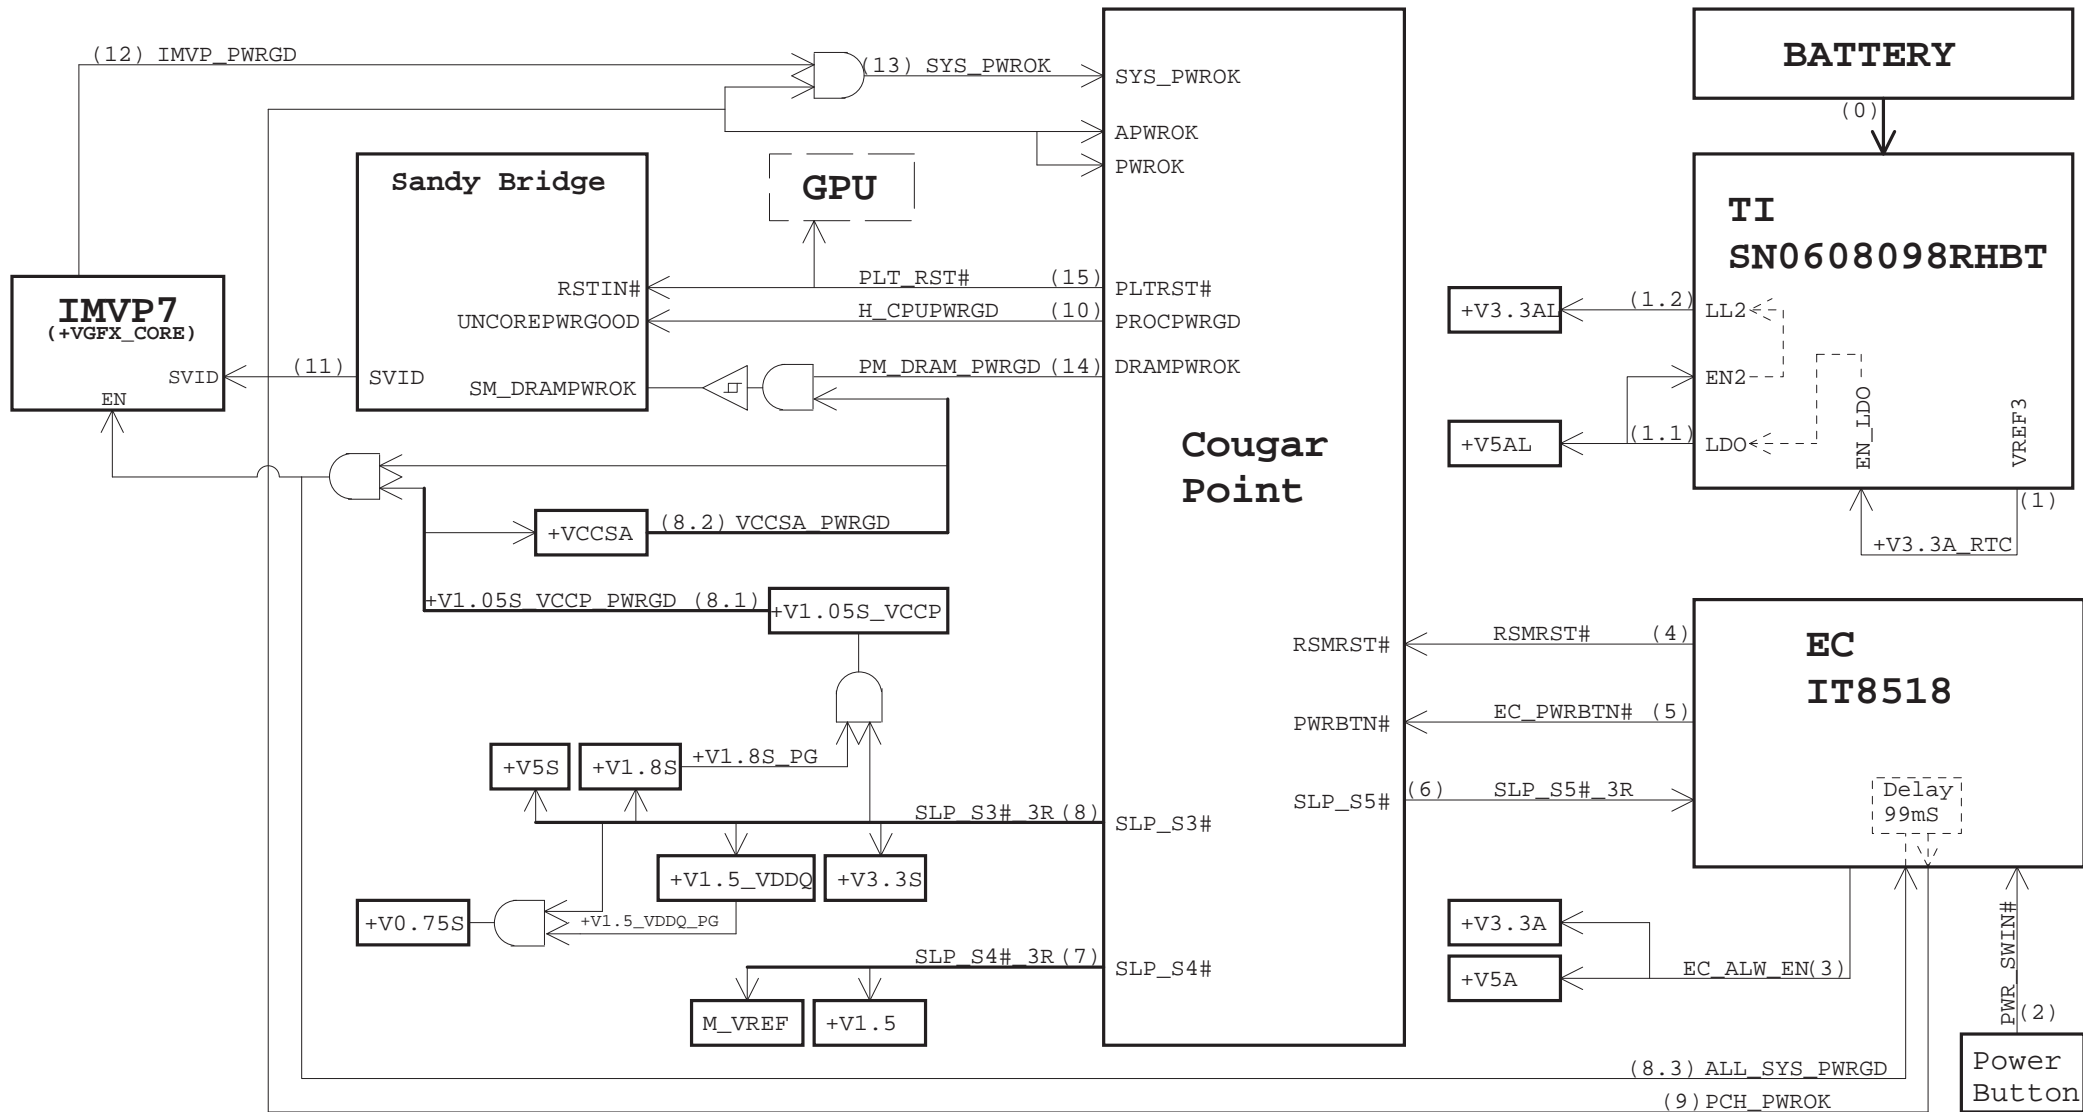 (12) IMVP_PWRGD
(13) SYS_PWROK
SYS_PWROK
APWROK
PWROK
BATTERY
(0)
Sandy Bridge
GPU
TI
SN0608098RHBT
RSTIN#
PLT_RST# (15)
PLTRST#
UNCOREPWRGOOD
H_CPUPWRGD (10)
PROCPWRGD
IMVP7
(+VGFX_CORE)
SVID
EN
(11)
SVID
SM_DRAMPWROK
PM_DRAM_PWRGD (14)
DRAMPWROK
+V3.3AL
(1.2)
LL2
EN2
+V5AL
(1.1)
LDO
EN_LDO
VREF3
(1)
+V3.3A_RTC
Cougar
Point
+VCCSA
(8.2) VCCSA_PWRGD
+V1.05S_VCCP_PWRGD (8.1)
+V1.05S_VCCP
RSMRST#
RSMRST# (4)
EC
IT8518
PWRBTN#
EC_PWRBTN# (5)
+V5S
+V1.8S
+V1.8S_PG
SLP_S5#
(6) SLP_S5#_3R
Delay
99mS
SLP_S3#_3R (8)
SLP_S3#
+V1.5_VDDQ
+V3.3S
+V0.75S
+V1.5_VDDQ_PG
+V3.3A
+V5A
EC_ALW_EN(3)
SLP_S4#_3R (7)
SLP_S4#
M_VREF
+V1.5
PWR_SWIN#
(2)
Power
Button
(8.3) ALL_SYS_PWRGD
(9) PCH_PWROK